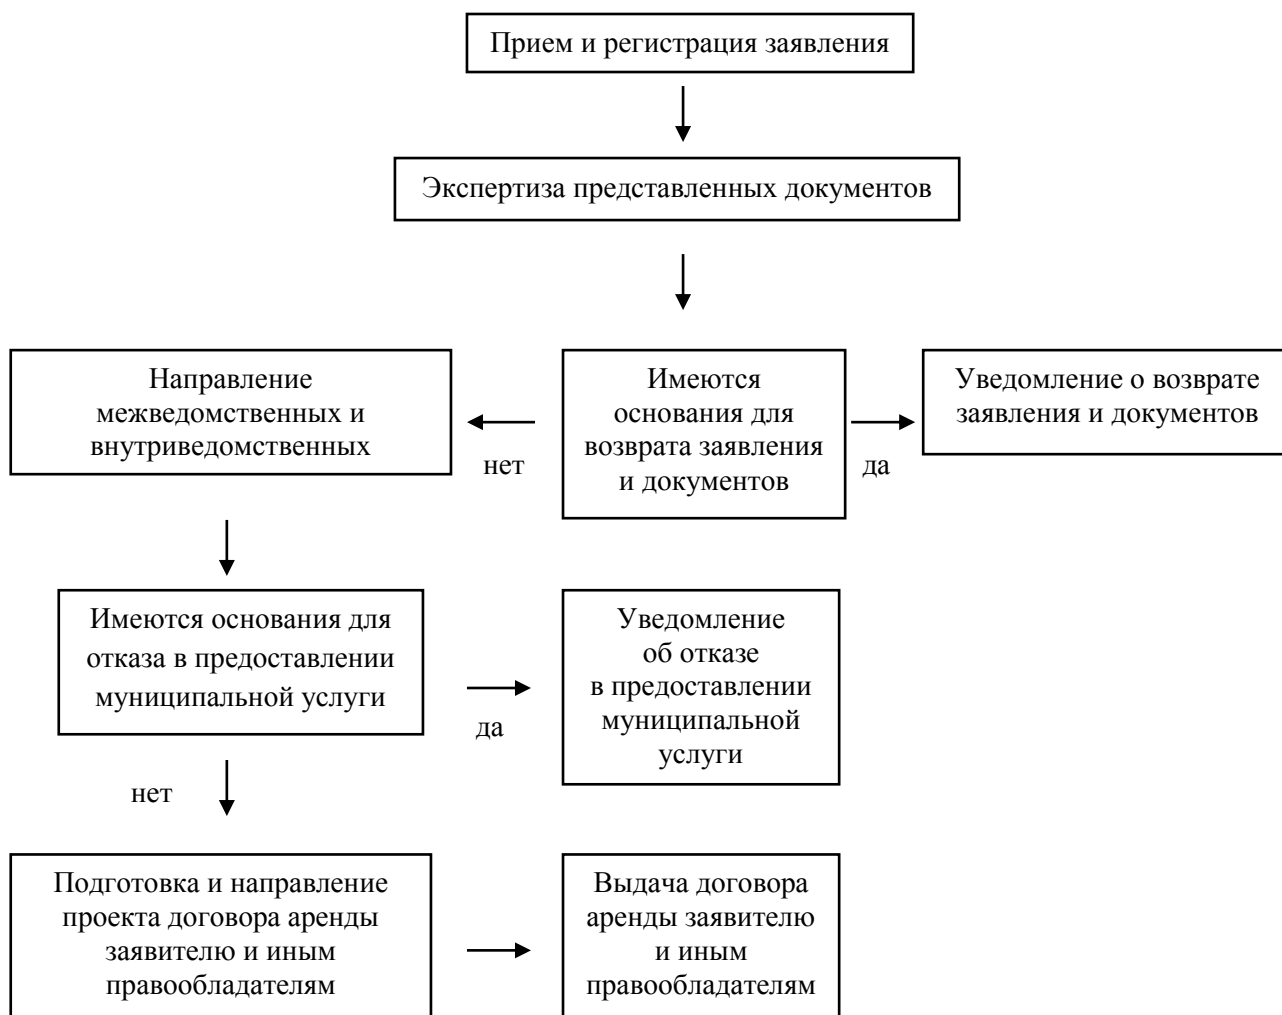 Прием и регистрация заявления
Экспертиза представленных документов
Направление
межведомственных и
внутриведомственных
нет
Имеются
основания для
возврата заявления
и документов
да
Уведомление о возврате
заявления и документов
Имеются основания для
отказа в предоставлении
муниципальной услуги
да
Уведомление
об отказе
в предоставлении
муниципальной
услуги
нет
Подготовка и направление
проекта договора аренды
заявителю и иным
правообладателям
Выдача договора
аренды заявителю
и иным
правообладателям